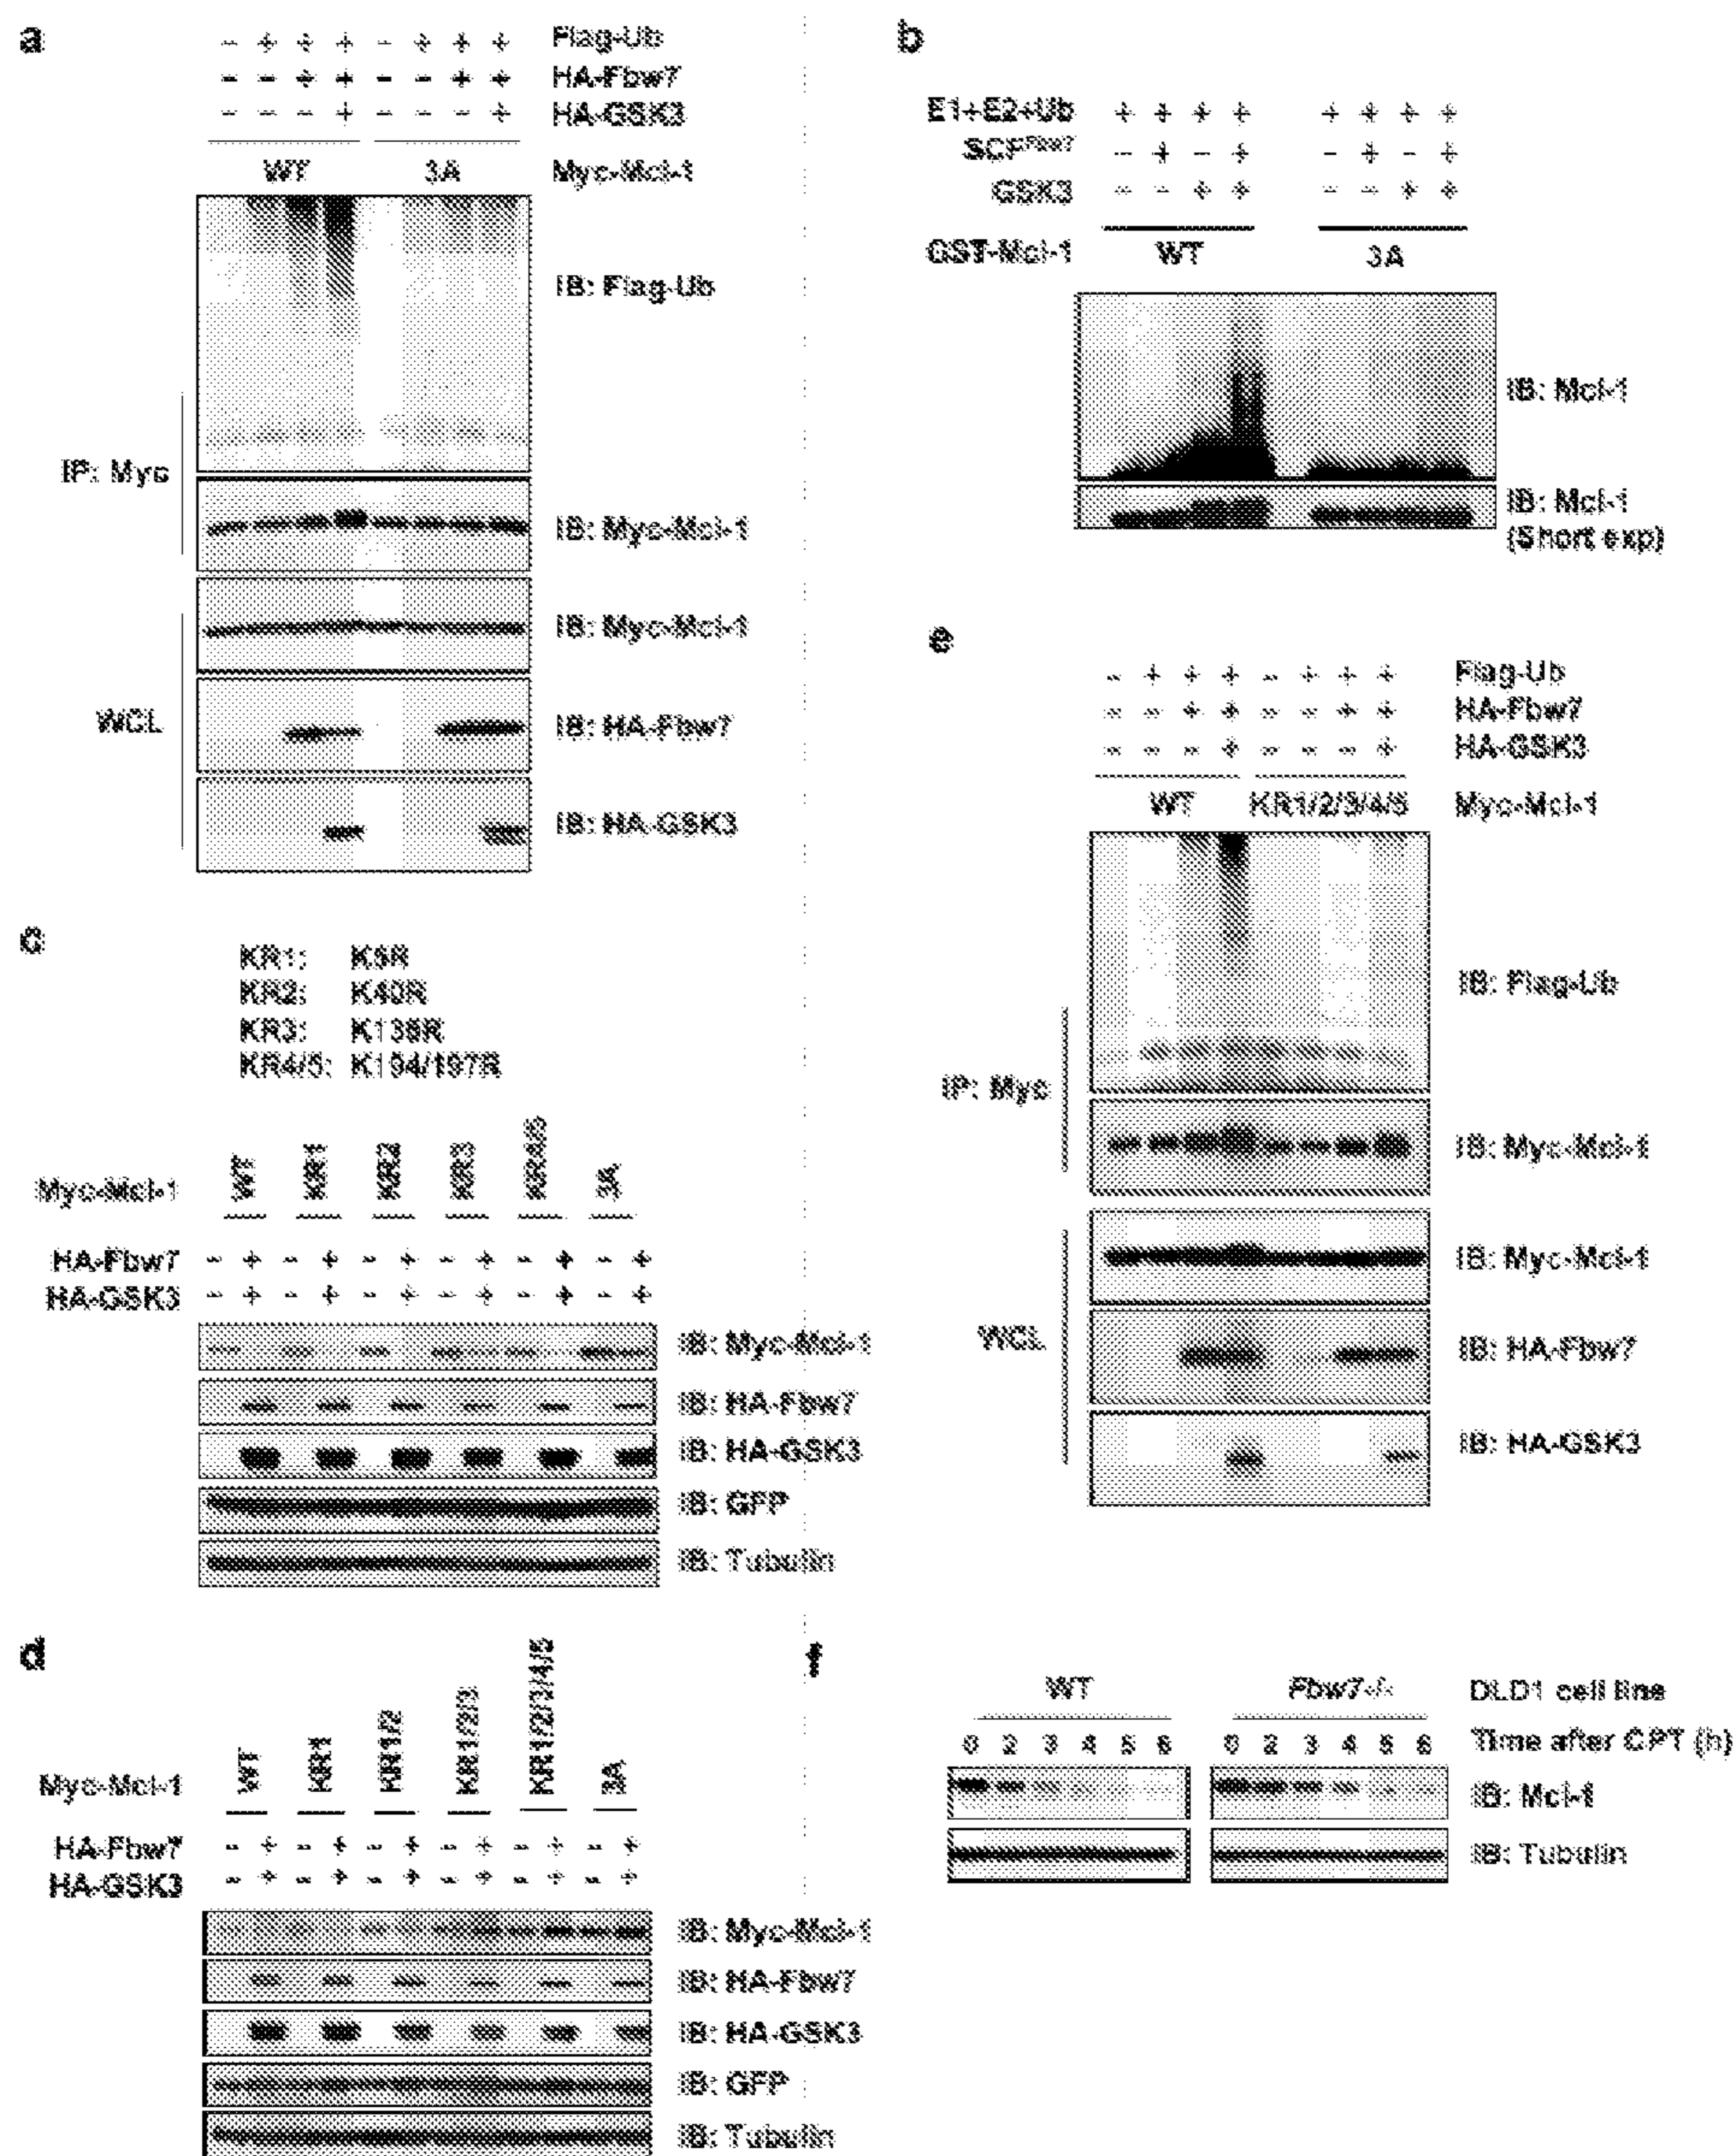 a
- + + + - + + + Flag-Ub
- - + + - - + + HA-Fbw7
- - - + - - - + HA-GSK3
WT 3A Myc-Mcl-1
IB: Flag-Ub
IP: Myc
IB: Myc-Mcl-1
IB: Myc-Mcl-1
WCL
IB: HA-Fbw7
IB: HA-GSK3
b
E1+E2+Ub + + + + + + + +
SCFFbw7 - + - + - + - +
GSK3 - - + + - - + +
GST-Mcl-1 WT 3A
IB: Mcl-1
IB: Mcl-1
(Short exp)
c
KR1: K5R
KR2: K40R
KR3: K136R
KR4/5: K194/197R
Myc-Mcl-1 WT KR1 KR2 KR3 KR4/5 3A
HA-Fbw7 - + - + - + - + - + - +
HA-GSK3 - + - + - + - + - + - +
IB: Myc-Mcl-1
IB: HA-Fbw7
IB: HA-GSK3
IB: GFP
IB: Tubulin
d
Myc-Mcl-1 WT KR1 KR1/2 KR1/2/3 KR1/2/3/4/5 3A
HA-Fbw7 - + - + - + - + - + - +
HA-GSK3 - + - + - + - + - + - +
IB: Myc-Mcl-1
IB: HA-Fbw7
IB: HA-GSK3
IB: GFP
IB: Tubulin
e
- + + + - + + + Flag-Ub
- - + + - - + + HA-Fbw7
- - - + - - - + HA-GSK3
WT KR1/2/3/4/5 Myc-Mcl-1
IB: Flag-Ub
IP: Myc
IB: Myc-Mcl-1
IB: Myc-Mcl-1
WCL
IB: HA-Fbw7
IB: HA-GSK3
f
WT Fbw7-/- DLD1 cell line
0 2 3 4 5 6 0 2 3 4 5 6 Time after CPT (h)
IB: Mcl-1
IB: Tubulin